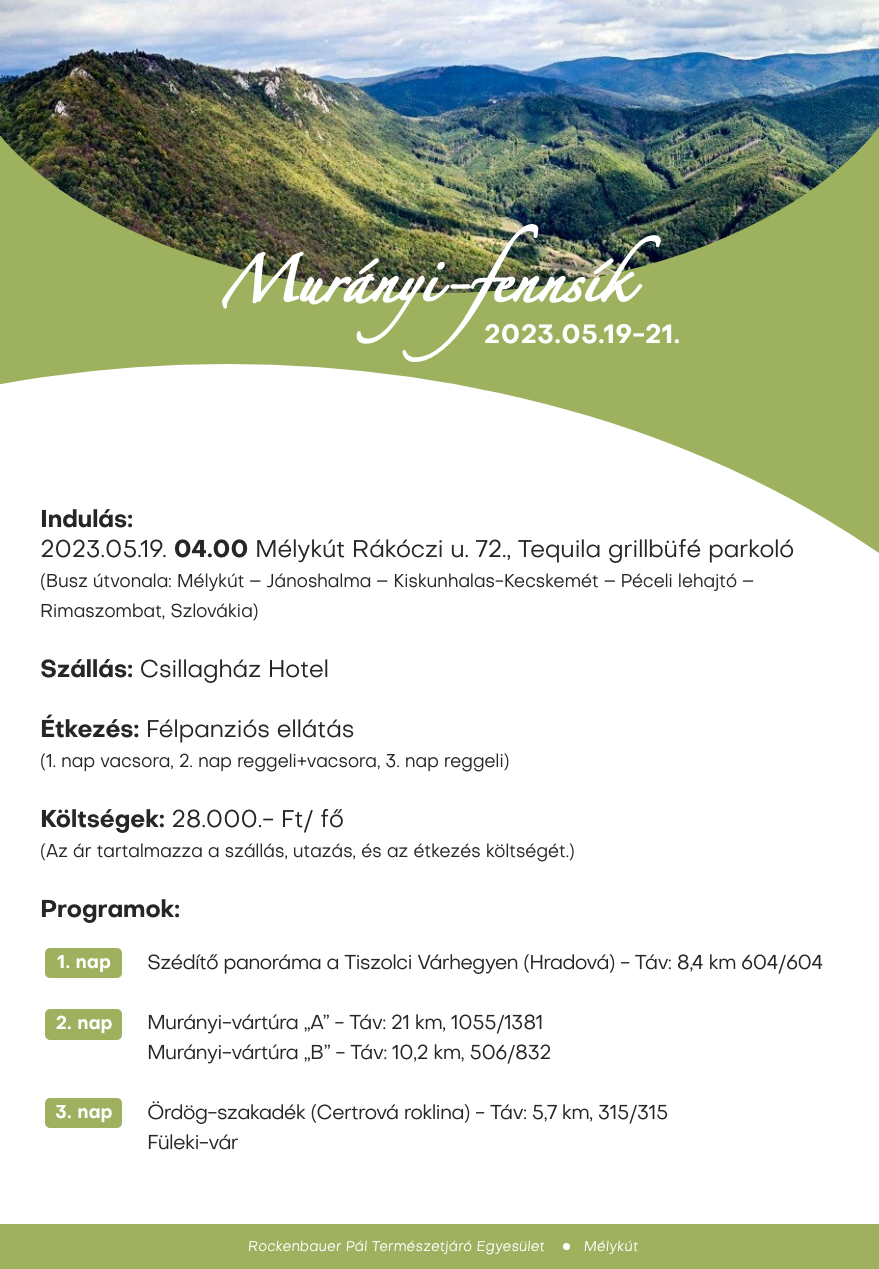 Murányi-fennsík
2023.05.19-21.
Indulás:
2023.05.19. 04.00 Mélykút Rákóczi u. 72., Tequila grillbüfé parkoló
(Busz útvonala: Mélykút – Jánoshalma – Kiskunhalas-Kecskemét – Péceli lehajtó –
Rimaszombat, Szlovákia)
Szállás: Csillagház Hotel
Étkezés: Félpanziós ellátás
(1. nap vacsora, 2. nap reggeli+vacsora, 3. nap reggeli)
Költségek: 28.000.- Ft/ fő
(Az ár tartalmazza a szállás, utazás, és az étkezés költségét.)
Programok:
1. nap Szédítő panoráma a Tiszolci Várhegyen (Hradová) - Táv: 8,4 km 604/604
2. nap Murányi-vártúra „A” - Táv: 21 km, 1055/1381
Murányi-vártúra „B” - Táv: 10,2 km, 506/832
3. nap Ördög-szakadék (Certrová roklina) - Táv: 5,7 km, 315/315
Füleki-vár
Rockenbauer Pál Természetjáró Egyesület ● Mélykút